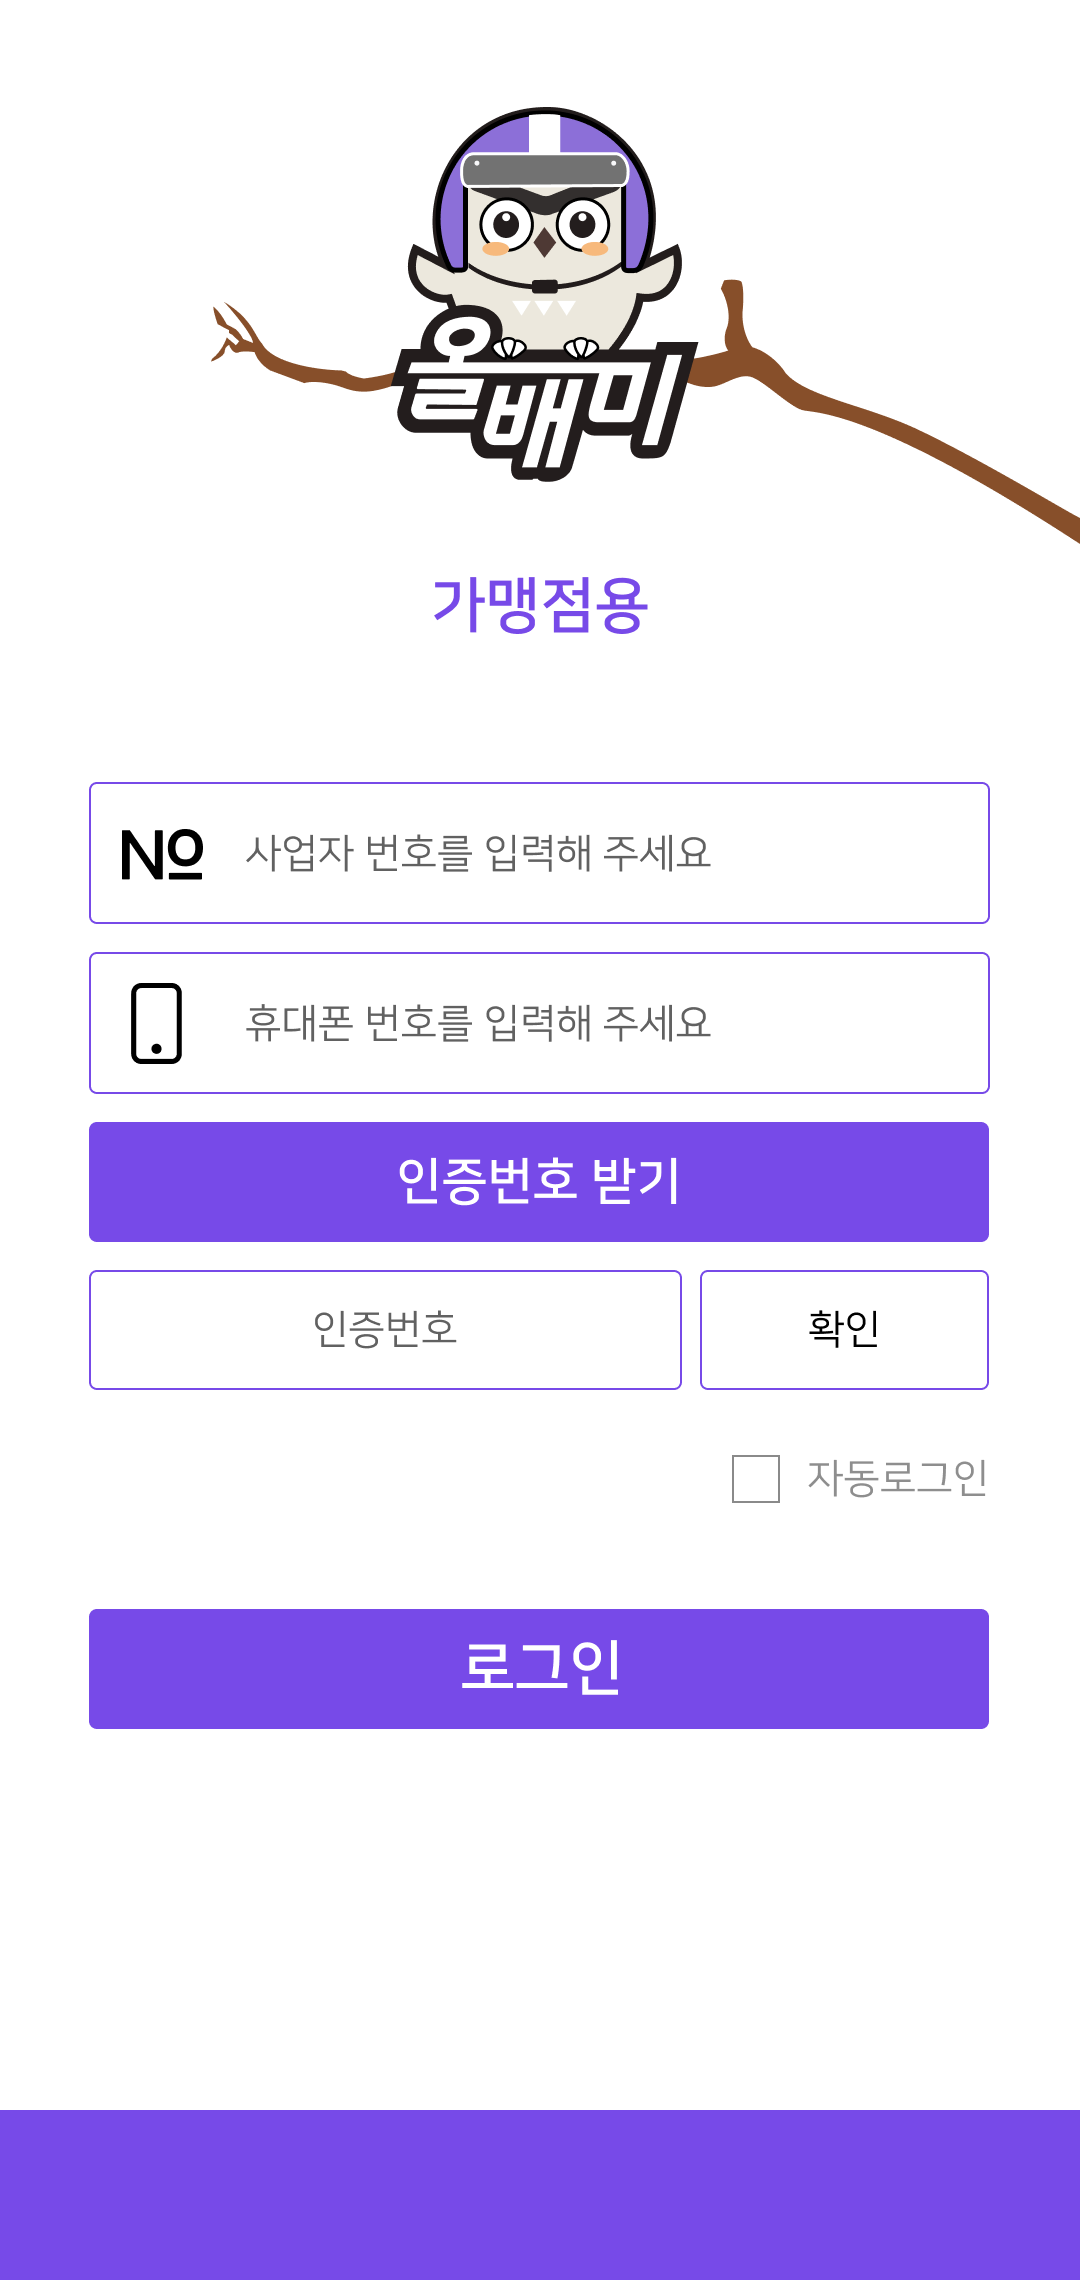 올빼미
가맹점용
No 사업자 번호를 입력해 주세요
휴대폰 번호를 입력해 주세요
인증번호 받기
인증번호 확인
자동로그인
로그인